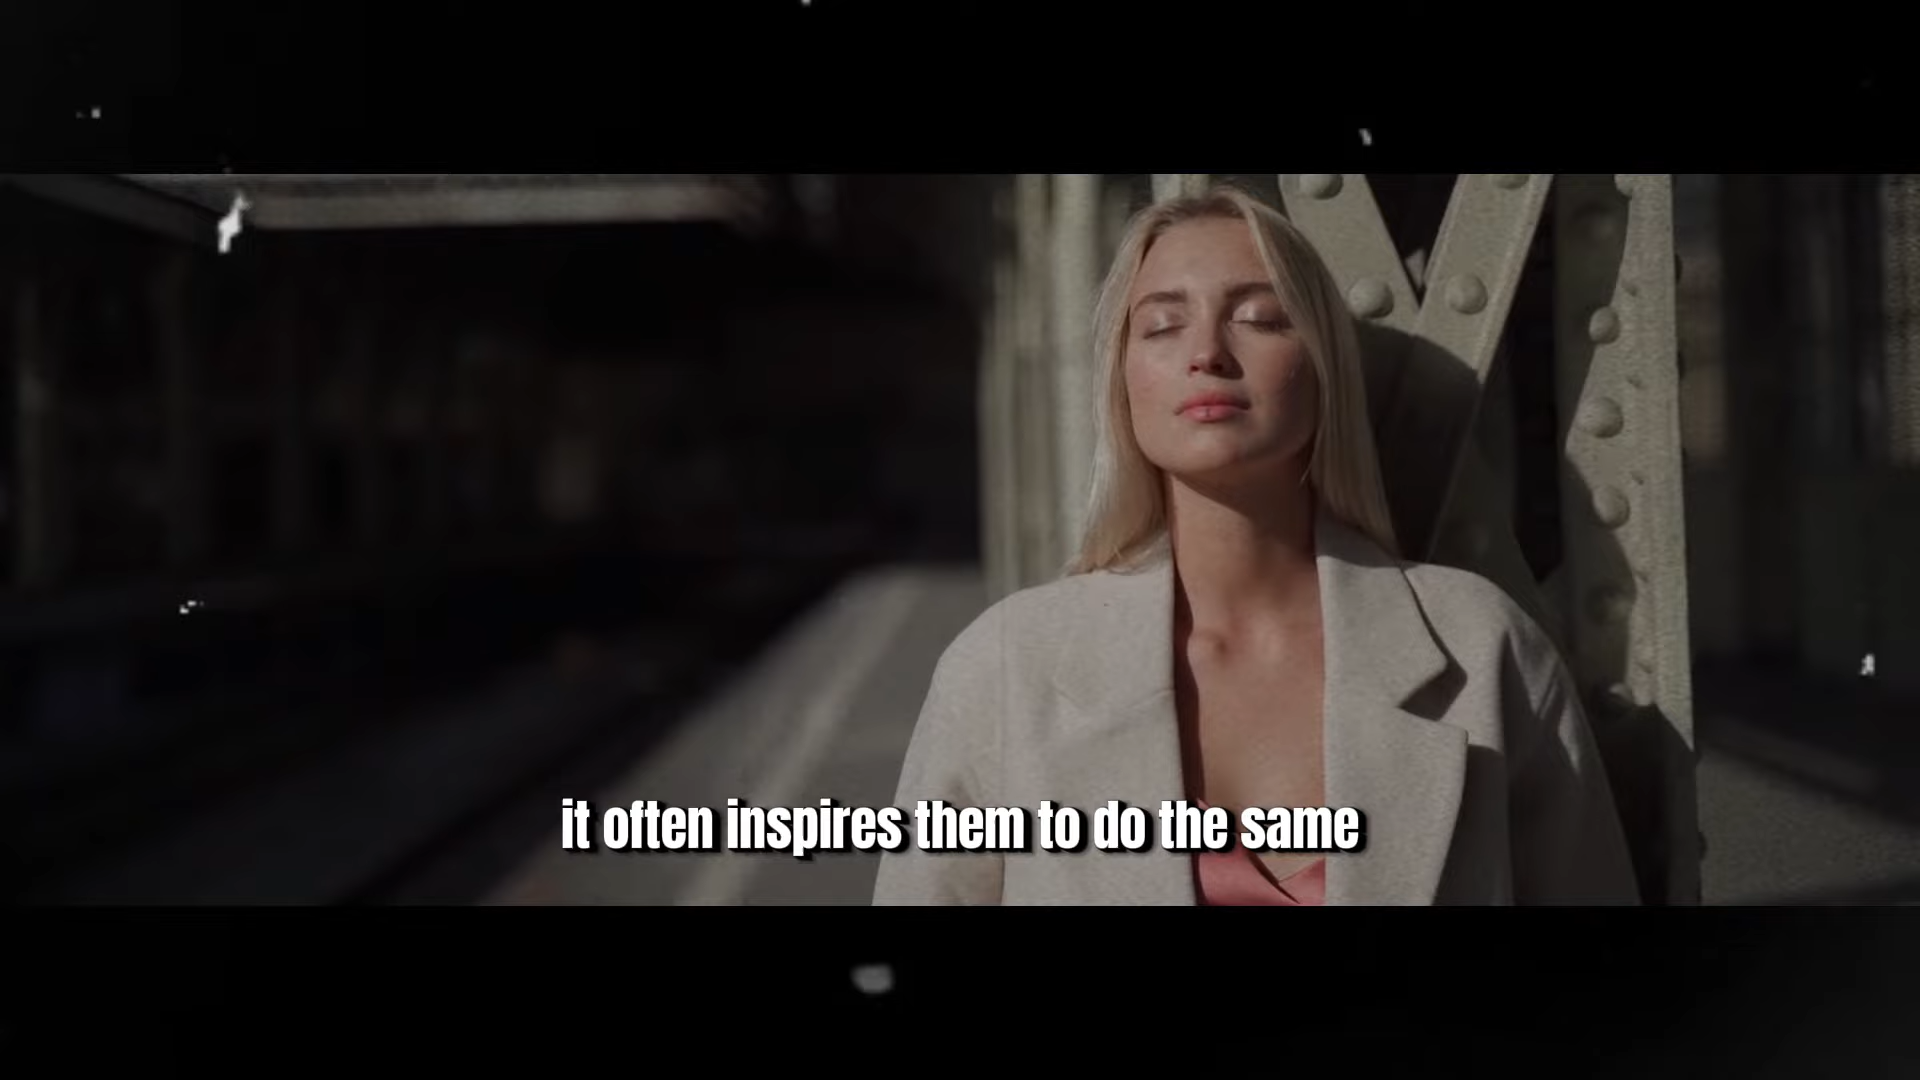 it often inspires them to do the same